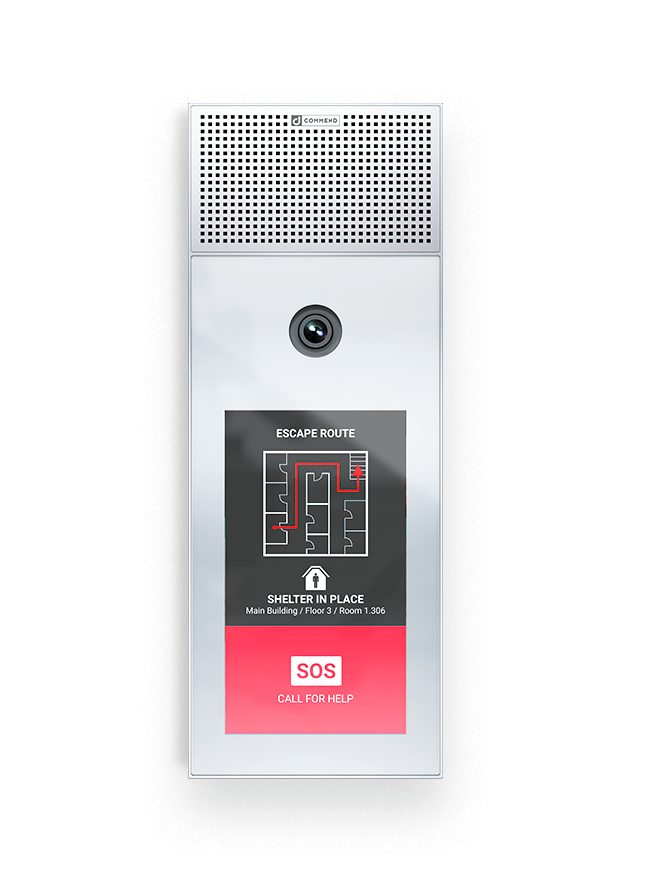 COMMEND
ESCAPE ROUTE
SHELTER IN PLACE
Main Building / Floor 3 / Room 1.306
SOS
CALL FOR HELP